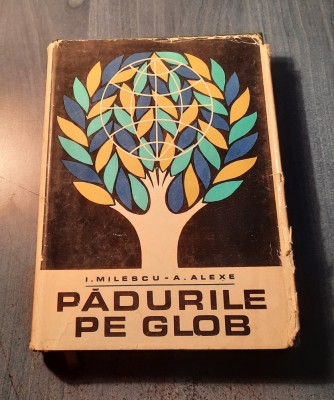 I. MILESCU - A. ALEXE
PĂDURILE
PE GLOB